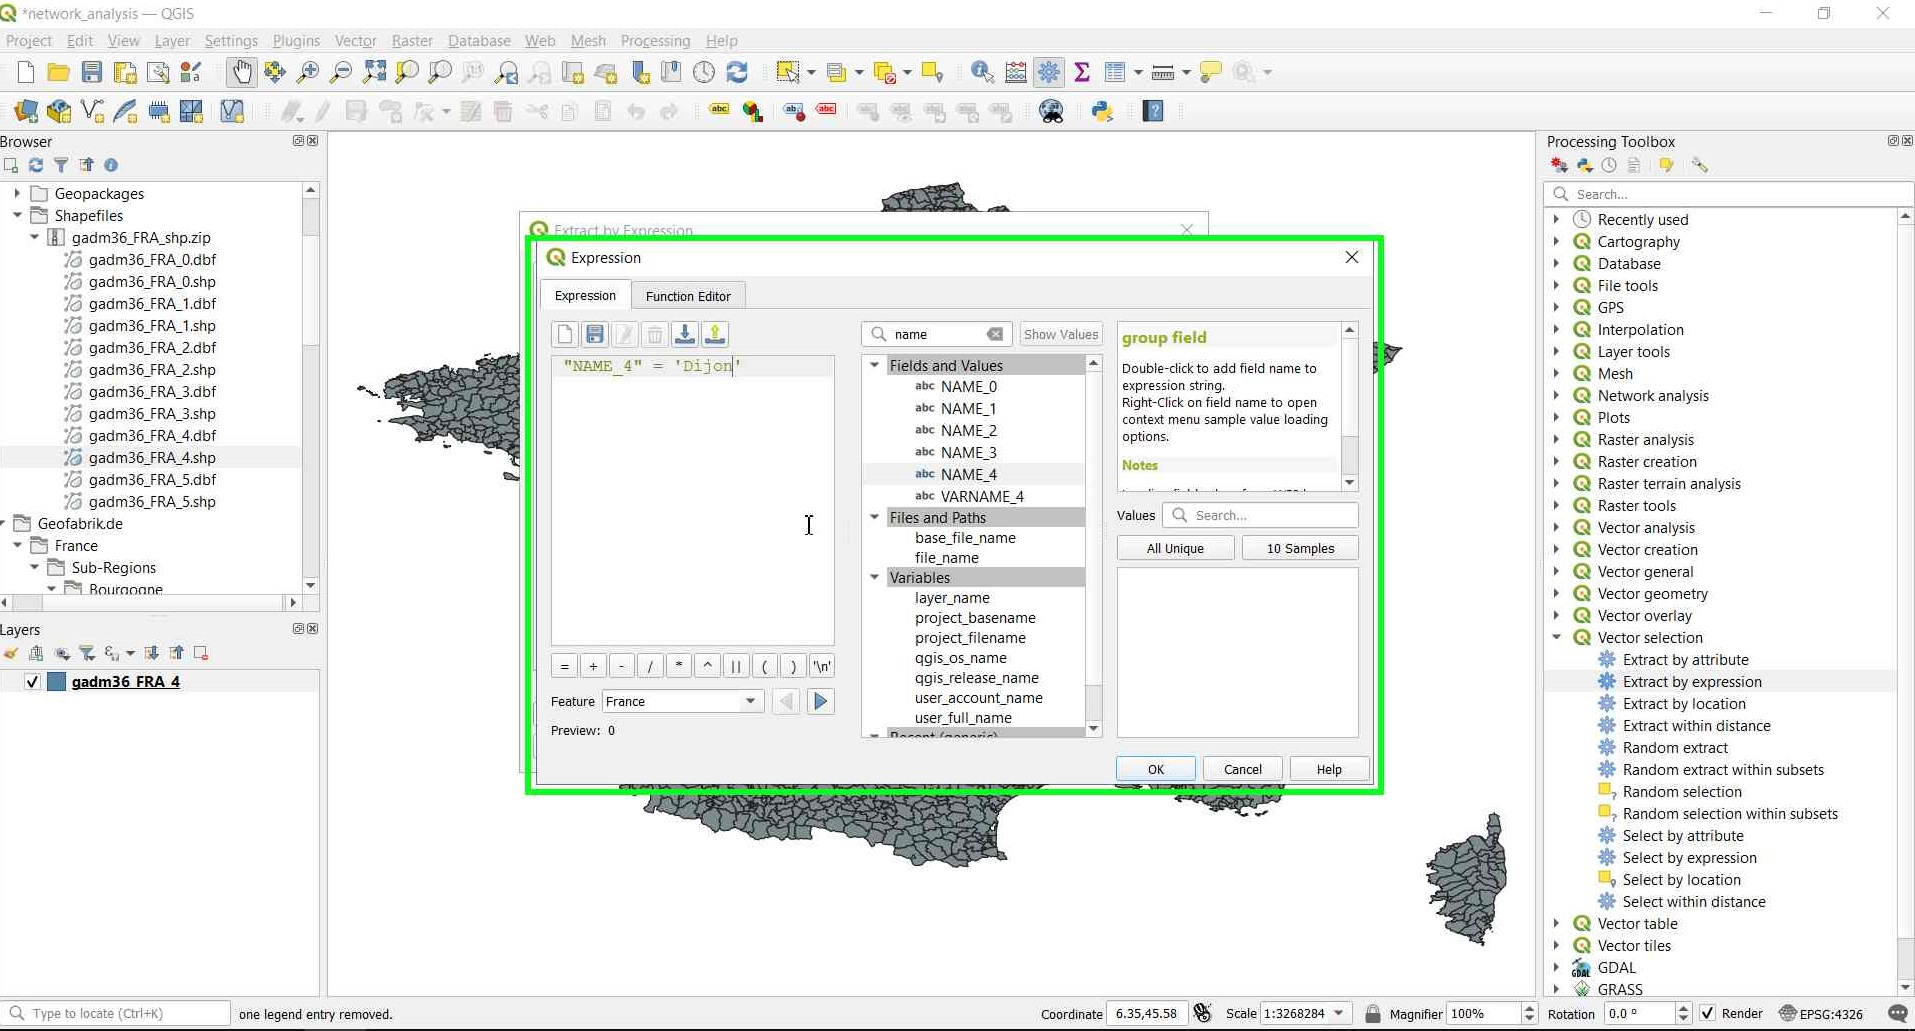 *network_analysis — QGIS
Project Edit View Layer Settings Plugins Vector Raster Database Web Mesh Processing Help
Browser
Geopackages
Shapefiles
gadm36_FRA_shp.zip
gadm36_FRA_0.dbf
gadm36_FRA_0.shp
gadm36_FRA_1.dbf
gadm36_FRA_1.shp
gadm36_FRA_2.dbf
gadm36_FRA_2.shp
gadm36_FRA_3.dbf
gadm36_FRA_3.shp
gadm36_FRA_4.dbf
gadm36_FRA_4.shp
gadm36_FRA_5.dbf
gadm36_FRA_5.shp
Geofabrik.de
France
Sub-Regions
Bourgogne
Layers
gadm36_FRA_4
Extract by Expression
Expression
Expression Function Editor
"NAME_4" = 'Dijon'
= + - / * ^ || ( ) '\n'
Feature France
Preview: 0
name
Show Values
Fields and Values
abc NAME_0
abc NAME_1
abc NAME_2
abc NAME_3
abc NAME_4
abc VARNAME_4
Files and Paths
base_file_name
file_name
Variables
layer_name
project_basename
project_filename
qgis_os_name
qgis_release_name
user_account_name
user_full_name
Recent (generic)
group field
Double-click to add field name to
expression string.
Right-Click on field name to open
context menu sample value loading
options.
Notes
Values Search...
All Unique 10 Samples
OK Cancel Help
Processing Toolbox
Search...
Recently used
Cartography
Database
File tools
GPS
Interpolation
Layer tools
Mesh
Network analysis
Plots
Raster analysis
Raster creation
Raster terrain analysis
Raster tools
Vector analysis
Vector creation
Vector general
Vector geometry
Vector overlay
Vector selection
Extract by attribute
Extract by expression
Extract by location
Extract within distance
Random extract
Random extract within subsets
Random selection
Random selection within subsets
Select by attribute
Select by expression
Select by location
Select within distance
Vector table
Vector tiles
GDAL
GRASS
Type to locate (Ctrl+K) one legend entry removed. Coordinate 6.35,45.58 Scale 1:3268284 Magnifier 100% Rotation 0.0 ° Render EPSG:4326